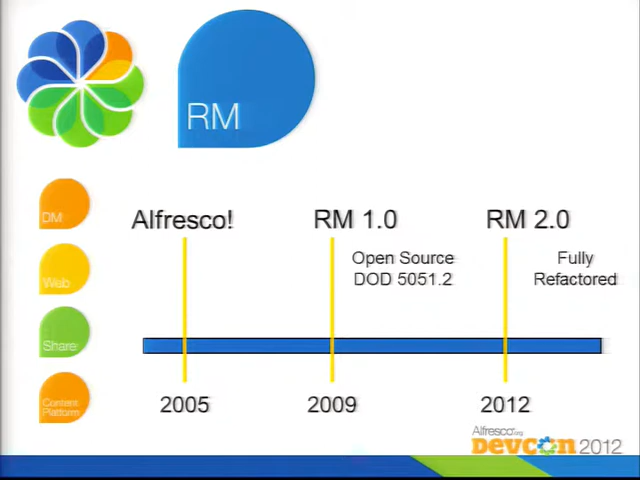 RM
DM
Web
Share
Content
Platform
Alfresco!
RM 1.0
RM 2.0
Open Source
DOD 5051.2
Fully
Refactored
2005
2009
2012
Alfresco.org
DEVCON 2012